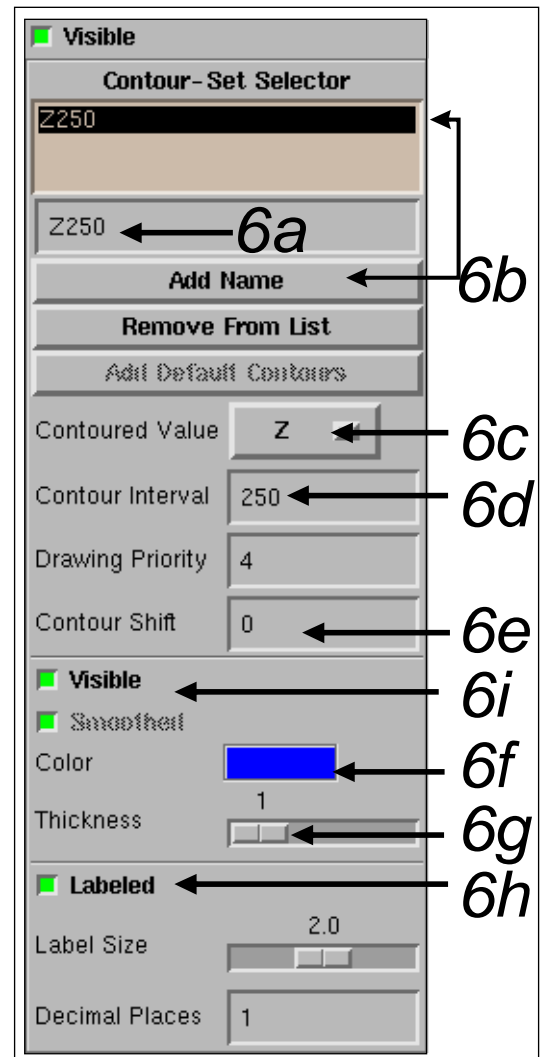 Visible
Contour-Set Selector
Z250
Z250
6a
6b
Add Name
Remove From List
Add Default Contours
Contoured Value Z 6c
Contour Interval 250 6d
Drawing Priority 4
Contour Shift 0 6e
Visible 6i
Smoothed
Color 6f
1
Thickness 6g
Labeled 6h
2.0
Label Size
Decimal Places 1